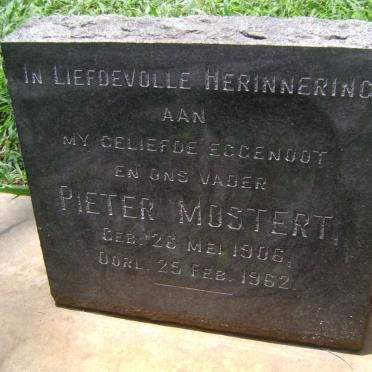 IN LIEFDEVOLLE HERINNERING
AAN
MY GELIEFDE EGGENOOT
EN ONS VADER
PIETER MOSTERT,
GEB. 26 MEI 1906.
OORL. 25 FEB. 1962.